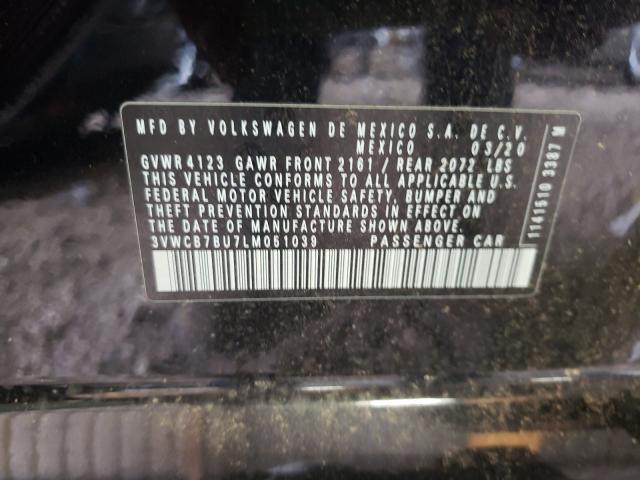 MFD BY VOLKSWAGEN DE MEXICO S.A. DE C.V.
MEXICO 03/20
GVWR 4123 GAWR FRONT 2161 / REAR 2072 LBS
THIS VEHICLE CONFORMS TO ALL APPLICABLE U.S.
FEDERAL MOTOR VEHICLE SAFETY, BUMPER AND
THEFT PREVENTION STANDARDS IN EFFECT ON
THE DATE OF MANUFACTURE SHOWN ABOVE.
3VWCB7BU7LM061039 PASSENGER CAR
1141510 3387 M